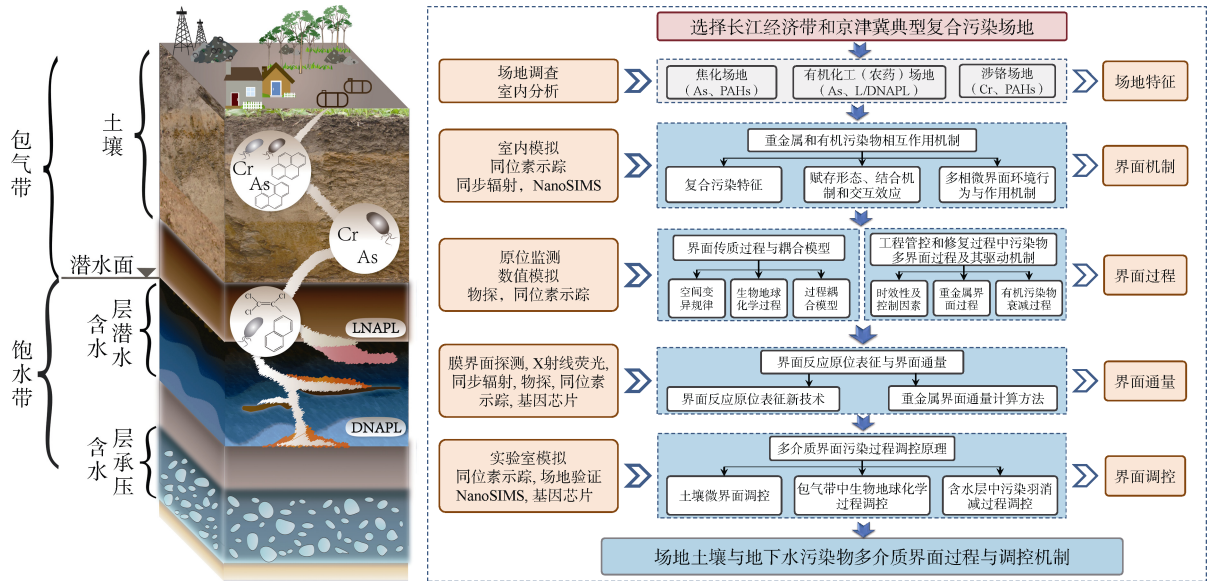 包气带
土壤
潜水面
饱水带
潜水
含水层
承压
含水层
Cr
As
Cr
As
Cl
Cl
Cl
LNAPL
DNAPL
选择长江经济带和京津冀典型复合污染场地
场地调查
室内分析
焦化场地
(As、PAHs)
有机化工(农药)场地
(As、L/DNAPL)
涉铬场地
(Cr、PAHs)
场地特征
室内模拟
同位素示踪
同步辐射，NanoSIMS
重金属和有机污染物相互作用机制
复合污染特征
赋存形态、结合机
制和交互效应
多相微界面环境行
为与作用机制
界面机制
原位监测
数值模拟
物探，同位素示踪
界面传质过程与耦合模型
空间变
异规律
生物地球
化学过程
过程耦
合模型
工程管控和修复过程中污染物
多界面过程及其驱动机制
时效性及
控制因素
重金属界
面过程
有机污染物
衰减过程
界面过程
膜界面探测, X射线荧光,
同步辐射, 物探, 同位素
示踪, 基因芯片
界面反应原位表征与界面通量
界面反应原位表征新技术
重金属界面通量计算方法
界面通量
实验室模拟
同位素示踪, 场地验证
NanoSIMS, 基因芯片
多介质界面污染过程调控原理
土壤微界面调控
包气带中生物地球化学
过程调控
含水层中污染羽消
减过程调控
界面调控
场地土壤与地下水污染物多介质界面过程与调控机制